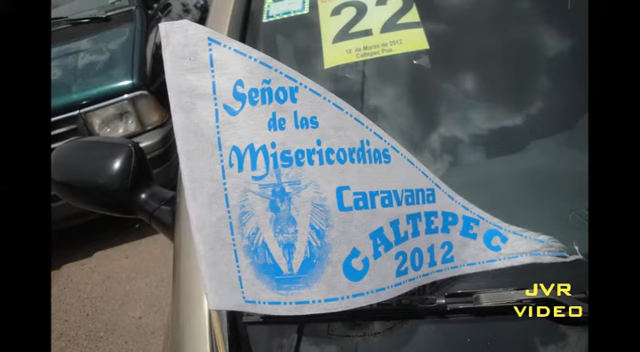 22
18 de Marzo de 2012
Caltepec Pue.
Señor
de las
Misericordias
Caravana
CALTEPEC
2012
JVR
VIDEO